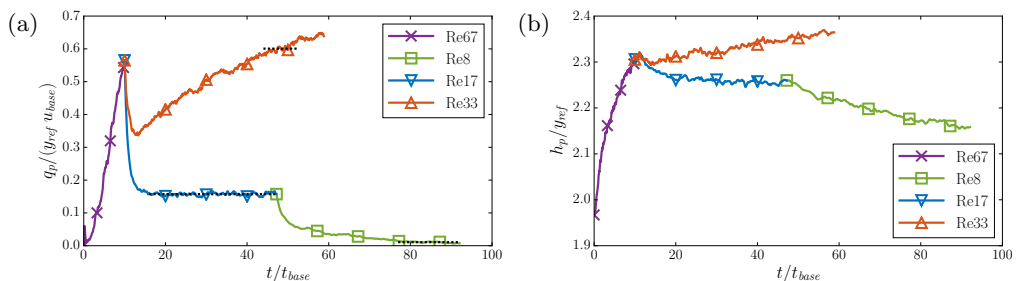 (a)
q_p/(y_ref u_base)
0.7
0.6
0.5
0.4
0.3
0.2
0.1
0.0
0
20
40
60
80
100
t/t_base
Re67
Re8
Re17
Re33
(b)
h_p/y_ref
2.4
2.3
2.2
2.1
2.0
1.9
0
20
40
60
80
100
t/t_base
Re67
Re8
Re17
Re33